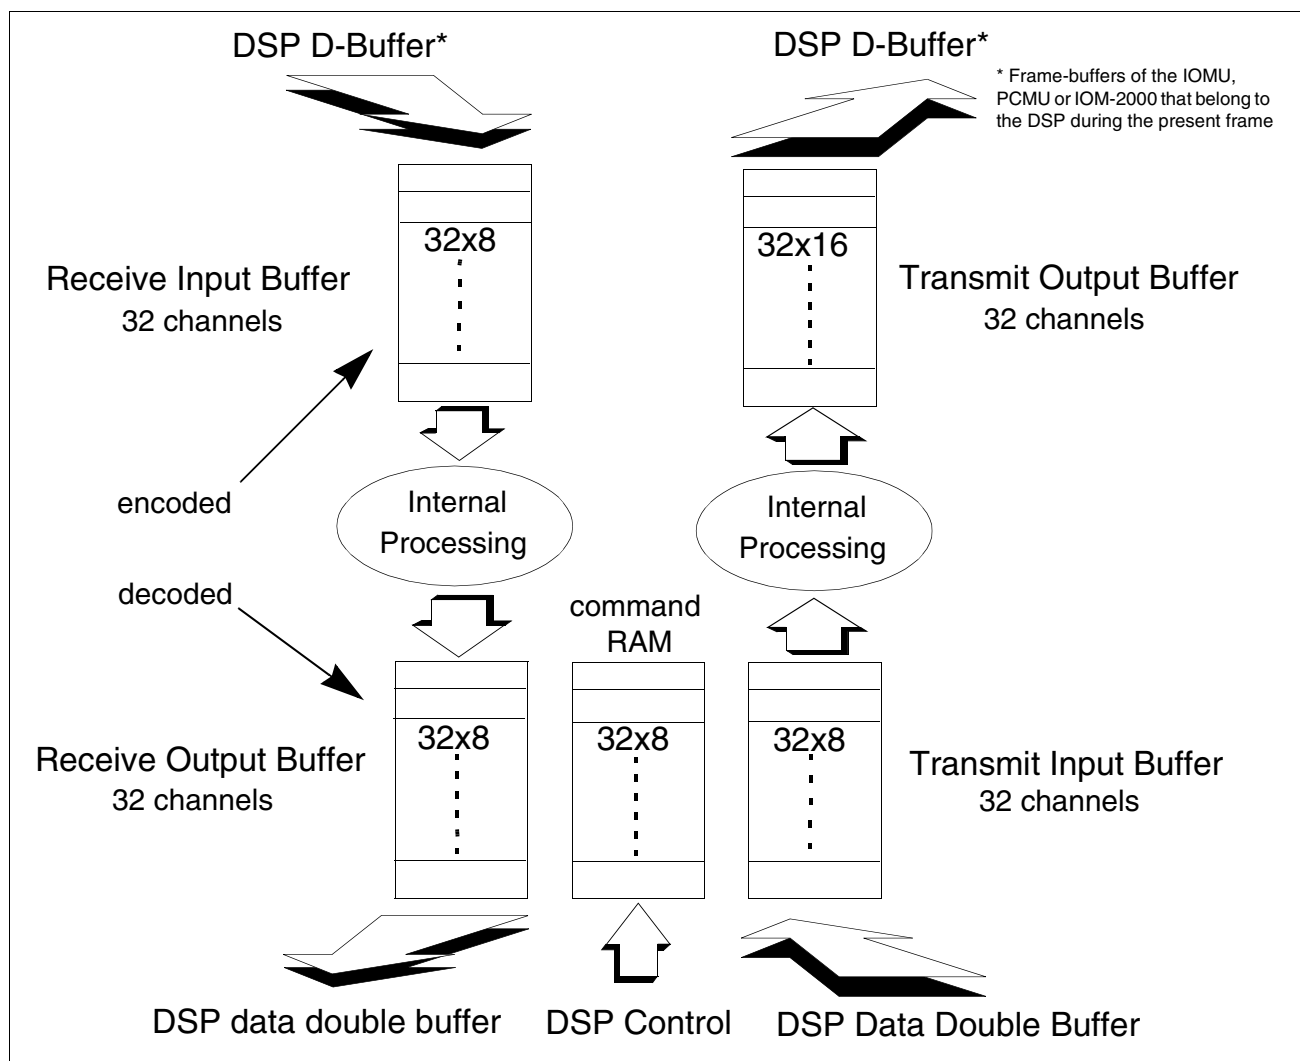 DSP D-Buffer*
DSP D-Buffer*
* Frame-buffers of the IOMU,
PCMU or IOM-2000 that belong to
the DSP during the present frame
32x8
32x16
Receive Input Buffer
32 channels
Transmit Output Buffer
32 channels
encoded
Internal
Processing
Internal
Processing
decoded
command
RAM
32x8
32x8
32x8
Receive Output Buffer
32 channels
Transmit Input Buffer
32 channels
DSP data double buffer
DSP Control
DSP Data Double Buffer